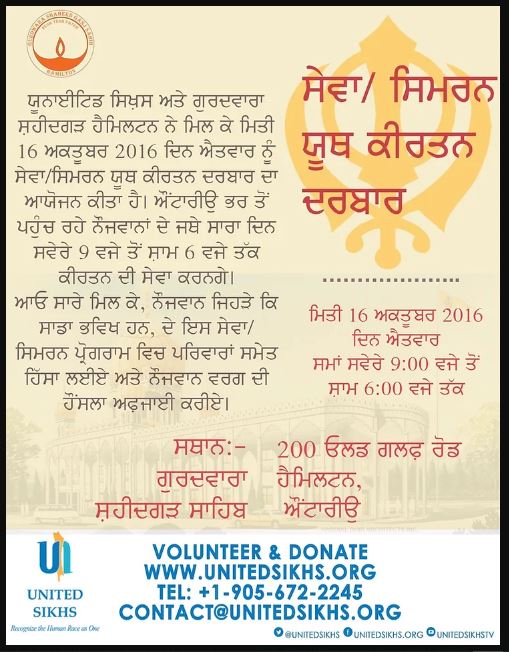 GURDWARA SHAHEED GARH SAHIB
HAMILTON
ਸੇਵਾ/ ਸਿਮਰਨ
ਯੂਥ ਕੀਰਤਨ
ਦਰਬਾਰ
ਯੂਨਾਈਟਿਡ ਸਿਖ਼ਸ ਅਤੇ ਗੁਰਦਵਾਰਾ
ਸ਼ਹੀਦਗੜ ਹੈਮਿਲਟਨ ਨੇ ਮਿਲ ਕੇ ਮਿਤੀ
16 ਅਕਤੂਬਰ 2016 ਦਿਨ ਐਤਵਾਰ ਨੂੰ
ਸੇਵਾ/ਸਿਮਰਨ ਯੂਥ ਕੀਰਤਨ ਦਰਬਾਰ ਦਾ
ਆਯੋਜਨ ਕੀਤਾ ਹੈ। ਔਂਟਾਰੀਉ ਭਰ ਤੋਂ
ਪਹੁੰਚ ਰਹੇ ਨੌਜਵਾਨਾਂ ਦੇ ਜਥੇ ਸਾਰਾ ਦਿਨ
ਸਵੇਰੇ 9 ਵਜੇ ਤੋਂ ਸ਼ਾਮ 6 ਵਜੇ ਤੱਕ
ਕੀਰਤਨ ਦੀ ਸੇਵਾ ਕਰਨਗੇ।
ਆਓ ਸਾਰੇ ਮਿਲ ਕੇ, ਨੌਜਵਾਨ ਜਿਹੜੇ ਕਿ
ਸਾਡਾ ਭਵਿਖ ਹਨ, ਦੇ ਇਸ ਸੇਵਾ/
ਸਿਮਰਨ ਪ੍ਰੋਗਰਾਮ ਵਿਚ ਪਰਿਵਾਰਾਂ ਸਮੇਤ
ਹਿੱਸਾ ਲਈਏ ਅਤੇ ਨੌਜਵਾਨ ਵਰਗ ਦੀ
ਹੌਂਸਲਾ ਅਫ਼ਜਾਈ ਕਰੀਏ।
ਮਿਤੀ 16 ਅਕਤੂਬਰ 2016
ਦਿਨ ਐਤਵਾਰ
ਸਮਾਂ ਸਵੇਰੇ 9:00 ਵਜੇ ਤੋਂ
ਸ਼ਾਮ 6:00 ਵਜੇ ਤੱਕ
ਸਥਾਨ:-
ਗੁਰਦਵਾਰਾ
ਸ਼ਹੀਦਗੜ ਸਾਹਿਬ
200 ਓਲਡ ਗਲਫ਼ ਰੋਡ
ਹੈਮਿਲਟਨ,
ਔਂਟਾਰੀਉ
UNITED
SIKHS
Recognize the Human Race as One
VOLUNTEER & DONATE
WWW.UNITEDSIKHS.ORG
TEL: +1-905-672-2245
CONTACT@UNITEDSIKHS.ORG
@UNITEDSIKHS UNITEDSIKHS.ORG UNITEDSIKHSTV